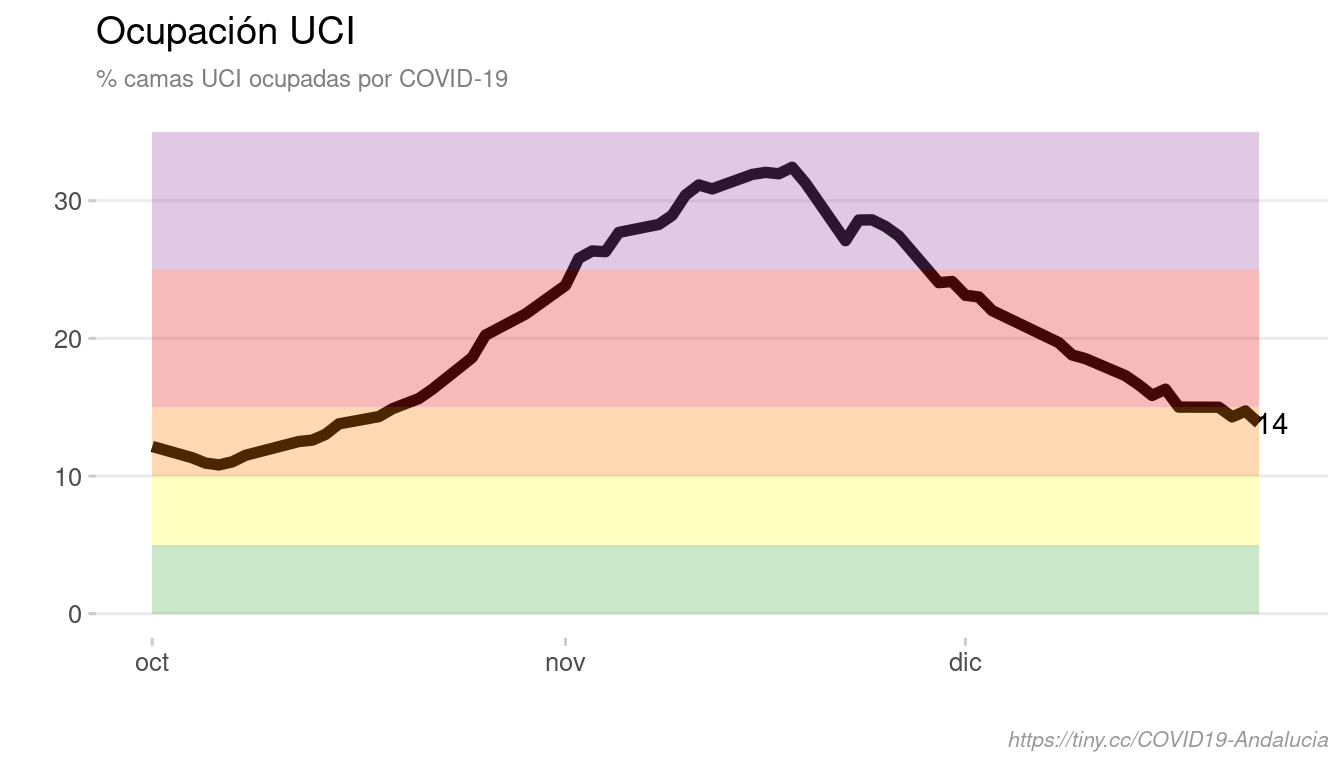 Ocupación UCI
% camas UCI ocupadas por COVID-19
30
20
10
0
14
oct nov dic
https://tiny.cc/COVID19-Andalucia